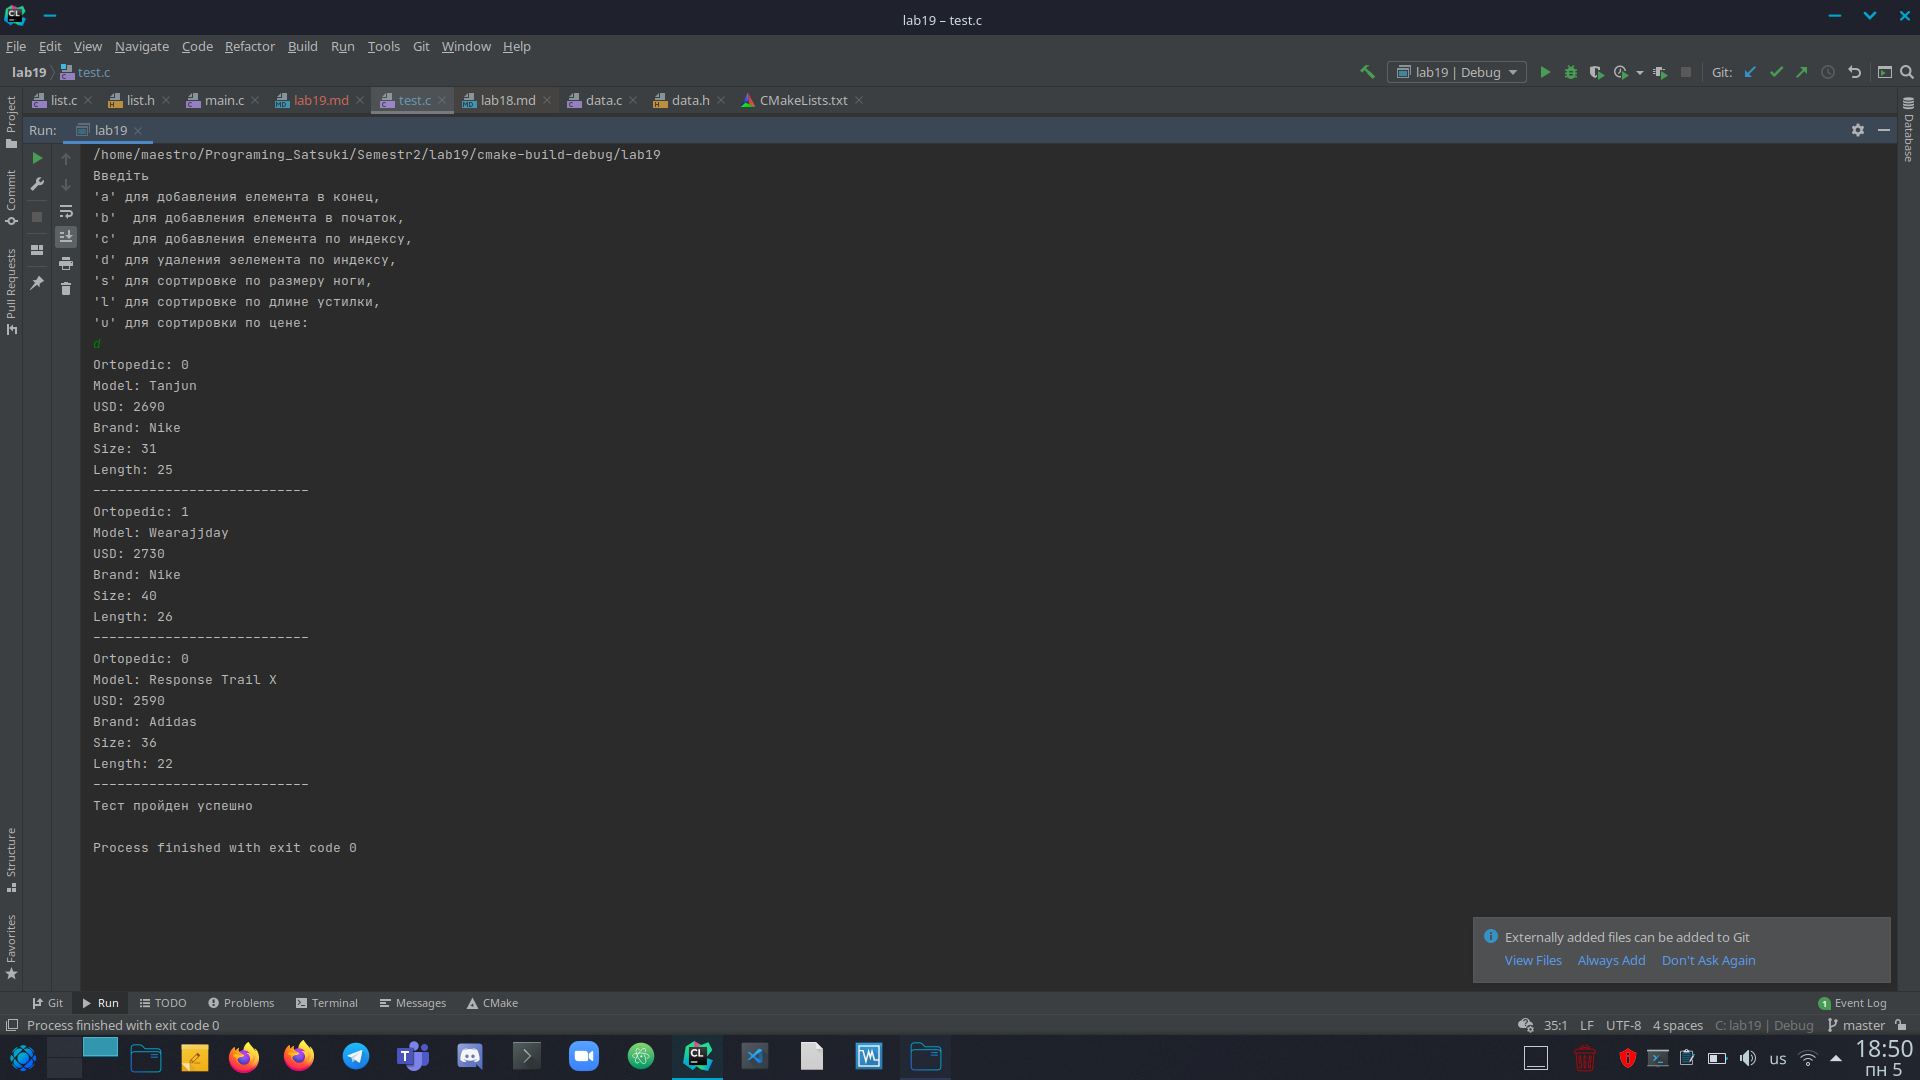 lab19 – test.c
File Edit View Navigate Code Refactor Build Run Tools Git Window Help
lab19 test.c
lab19 | Debug Git:
list.c list.h main.c lab19.md test.c lab18.md data.c data.h CMakeLists.txt
Run: lab19
Project
Commit
Pull Requests
Structure
Favorites
Database
/home/maestro/Programing_Satsuki/Semestr2/lab19/cmake-build-debug/lab19
Введіть
'a' для добавления елемента в конец,
'b'  для добавления елемента в початок,
'c'  для добавления елемента по индексу,
'd' для удаления эелемента по индексу,
's' для сортировке по размеру ноги,
'l' для сортировке по длине устилки,
'u' для сортировки по цене:
d
Ortopedic: 0
Model: Tanjun
USD: 2690
Brand: Nike
Size: 31
Length: 25
---------------------------
Ortopedic: 1
Model: Wearajjday
USD: 2730
Brand: Nike
Size: 40
Length: 26
---------------------------
Ortopedic: 0
Model: Response Trail X
USD: 2590
Brand: Adidas
Size: 36
Length: 22
---------------------------
Тест пройден успешно
Process finished with exit code 0
Externally added files can be added to Git
View Files Always Add Don't Ask Again
Git Run TODO Problems Terminal Messages CMake
1 Event Log
Process finished with exit code 0
35:1 LF UTF-8 4 spaces C: lab19 | Debug master
us
18:50
пн 5